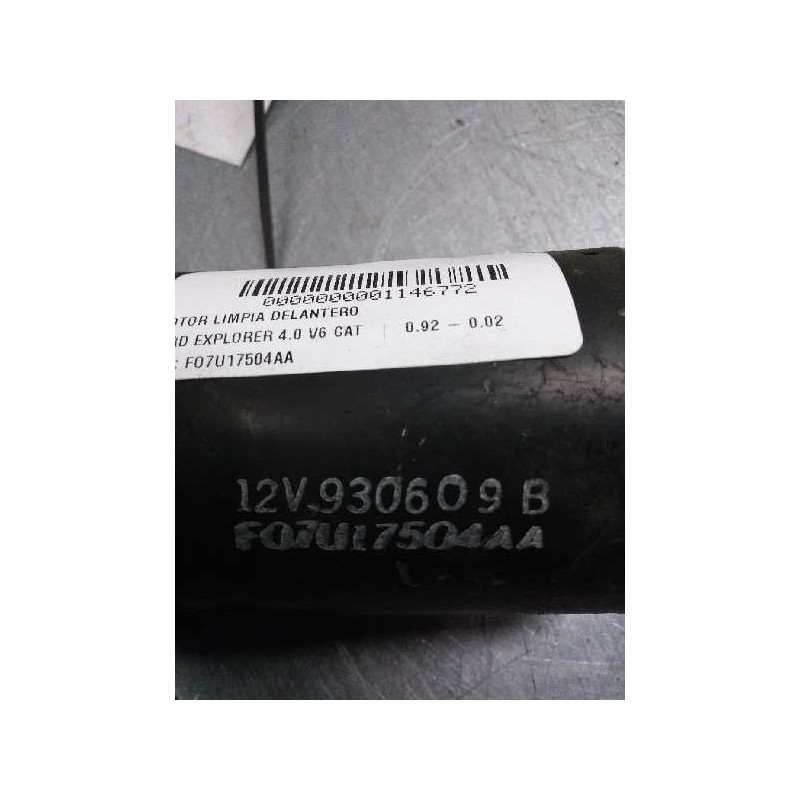 0000000001146772
OTOR LIMPIA DELANTERO
RD EXPLORER 4.0 V6 CAT | 0.92 - 0.02
: F07U17504AA
12V.930609 B
F07U17504AA